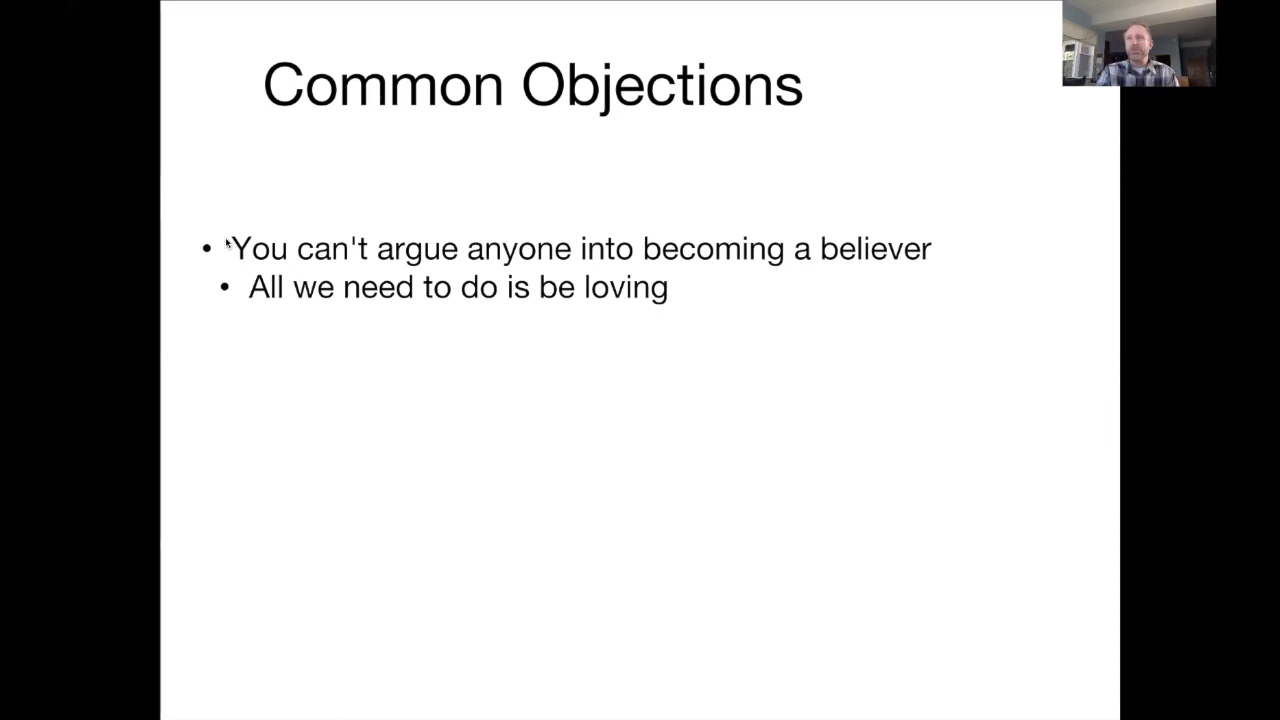 Common Objections
• You can't argue anyone into becoming a believer
• All we need to do is be loving